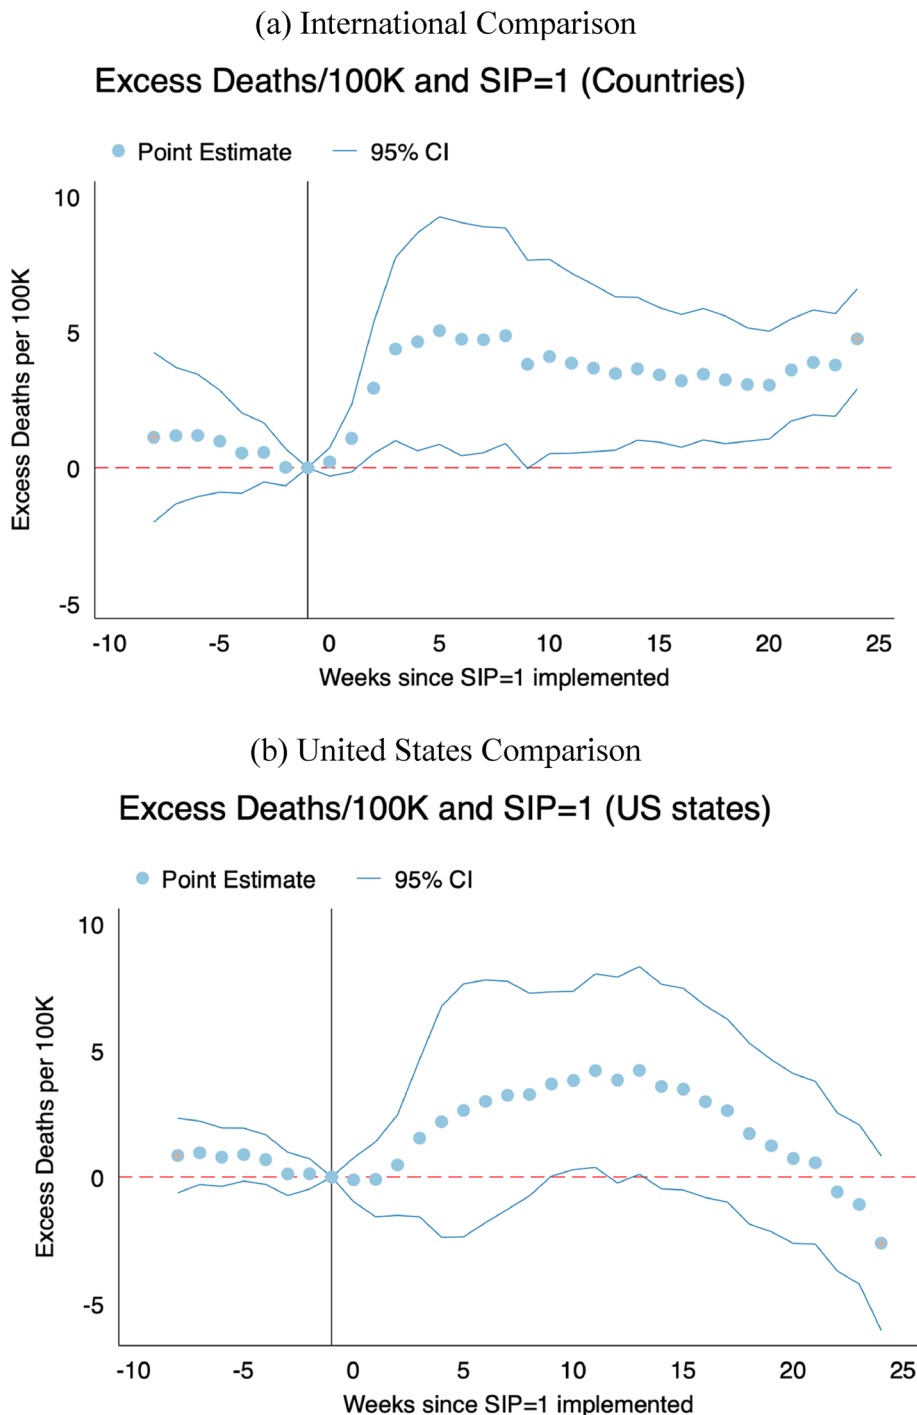 (a) International Comparison
Excess Deaths/100K and SIP=1 (Countries)
Point Estimate 95% CI
10
5
0
-5
Excess Deaths per 100K
-10 -5 0 5 10 15 20 25
Weeks since SIP=1 implemented
(b) United States Comparison
Excess Deaths/100K and SIP=1 (US states)
Point Estimate 95% CI
10
5
0
-5
Excess Deaths per 100K
-10 -5 0 5 10 15 20 25
Weeks since SIP=1 implemented